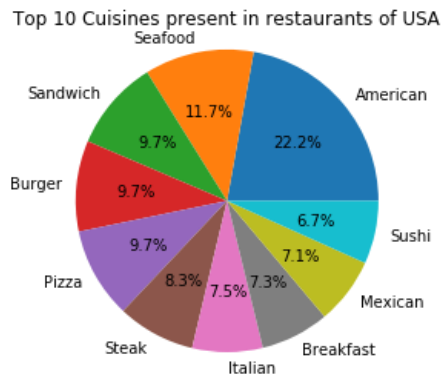 Top 10 Cuisines present in restaurants of USA
Seafood
American
Sandwich
Burger
Pizza
Steak
Italian
Breakfast
Mexican
Sushi
11.7%
22.2%
9.7%
9.7%
9.7%
8.3%
7.5%
7.3%
7.1%
6.7%